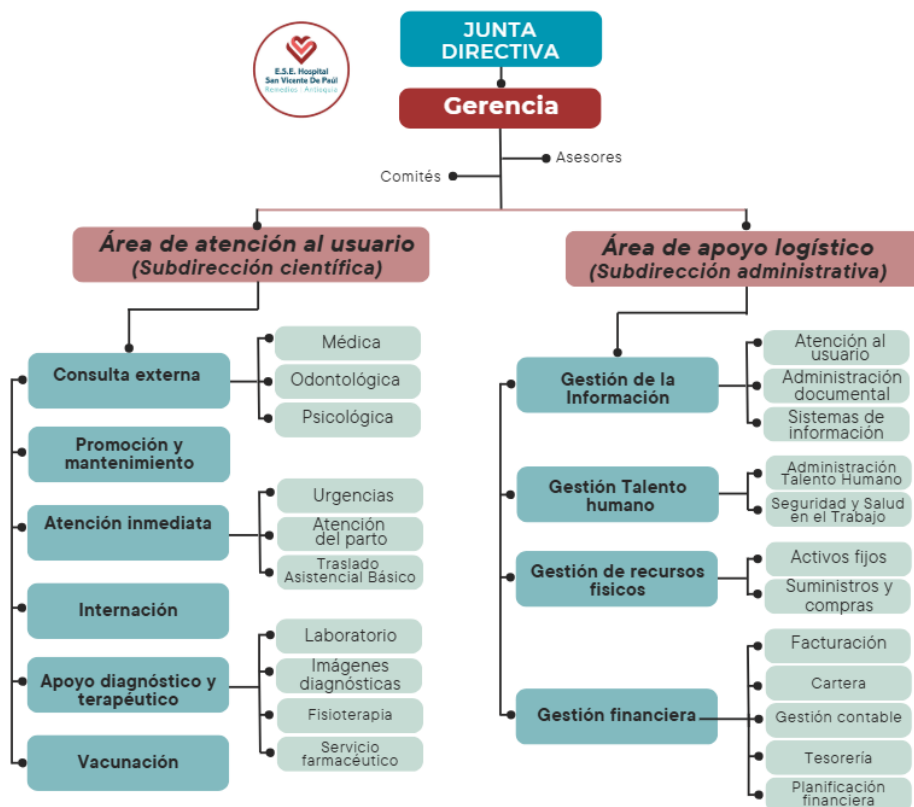 E.S.E. Hospital
San Vicente De Paúl
Remedios | Antioquia
JUNTA
DIRECTIVA
Gerencia
Asesores
Comités
Área de atención al usuario
(Subdirección científica)
Consulta externa
Médica
Odontológica
Psicológica
Promoción y
mantenimiento
Atención inmediata
Urgencias
Atención
del parto
Traslado
Asistencial Básico
Internación
Apoyo diagnóstico y
terapéutico
Laboratorio
Imágenes
diagnósticas
Fisioterapia
Servicio
farmacéutico
Vacunación
Área de apoyo logístico
(Subdirección administrativa)
Gestión de la
Información
Atención al
usuario
Administración
documental
Sistemas de
información
Gestión Talento
humano
Administración
Talento Humano
Seguridad y Salud
en el Trabajo
Gestión de recursos
fisicos
Activos fijos
Suministros y
compras
Gestión financiera
Facturación
Cartera
Gestión contable
Tesorería
Planificación
financiera